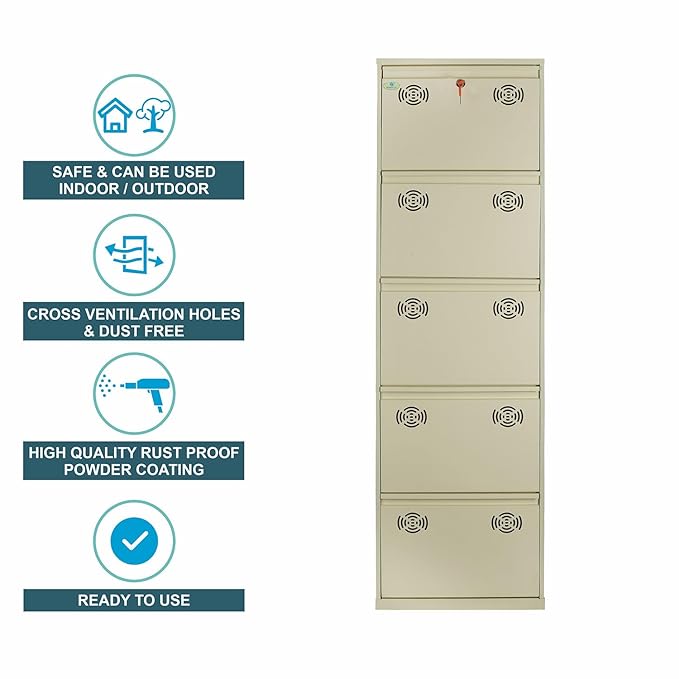 SAFE & CAN BE USED
INDOOR / OUTDOOR
CROSS VENTILATION HOLES
& DUST FREE
HIGH QUALITY RUST PROOF
POWDER COATING
READY TO USE